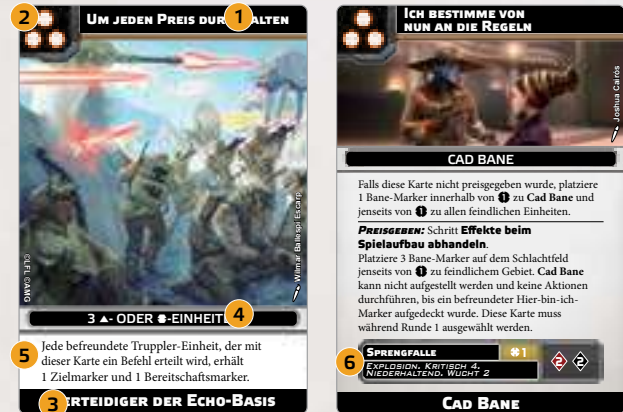 2
UM JEDEN PREIS DUR
1
ALTEN
©LFL ©AMG
Wilmar Ballespi Escarp
3 ▲- ODER -EINHEIT
4
5
Jede befreundete Truppler-Einheit, der mit
dieser Karte ein Befehl erteilt wird, erhält
1 Zielmarker und 1 Bereitschaftsmarker.
3
ERTEIDIGER DER ECHO-BASIS
ICH BESTIMME VON
NUN AN DIE REGELN
Joshua Cairós
CAD BANE
Falls diese Karte nicht preisgegeben wurde, platziere
1 Bane-Marker innerhalb von 1 zu Cad Bane und
jenseits von 1 zu allen feindlichen Einheiten.
PREISGEBEN: Schritt Effekte beim
Spielaufbau abhandeln.
Platziere 3 Bane-Marker auf dem Schlachtfeld
jenseits von 1 zu feindlichem Gebiet. Cad Bane
kann nicht aufgestellt werden und keine Aktionen
durchführen, bis ein befreundeter Hier-bin-ich-
Marker aufgedeckt wurde. Diese Karte muss
während Runde 1 ausgewählt werden.
6
SPRENGFALLE
1
2
2
EXPLOSION, KRITISCH 4,
NIEDERHALTEND, WUCHT 2
CAD BANE